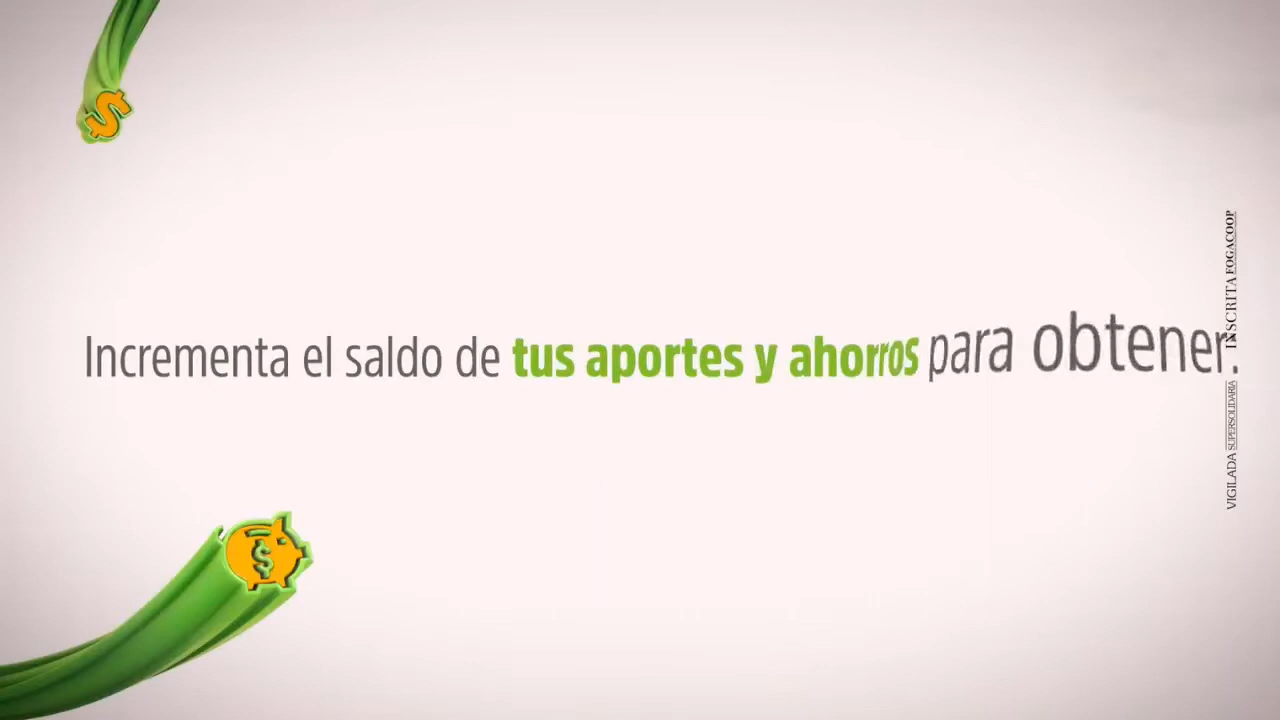 Incrementa el saldo de tus aportes y ahorros para obtener.
VIGILADA SUPERSOLIDARIA INSCRITA FOGACOOP